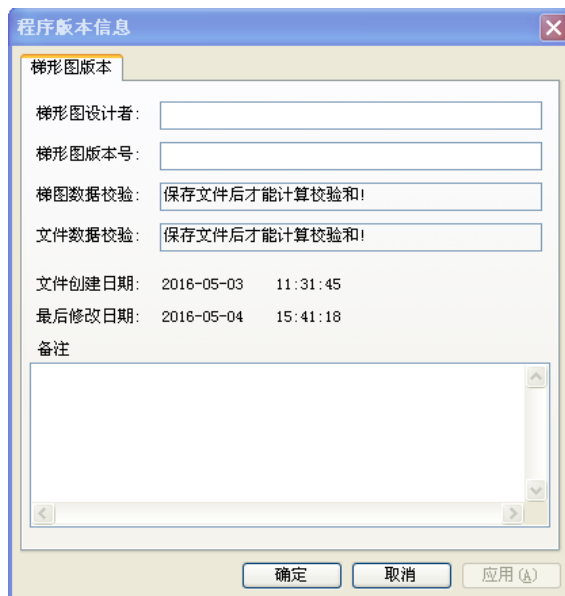 程序版本信息
梯形图版本
梯形图设计者:
梯形图版本号:
梯图数据校验: 保存文件后才能计算校验和!
文件数据校验: 保存文件后才能计算校验和!
文件创建日期: 2016-05-03 11:31:45
最后修改日期: 2016-05-04 15:41:18
备注
确定 取消 应用(A)